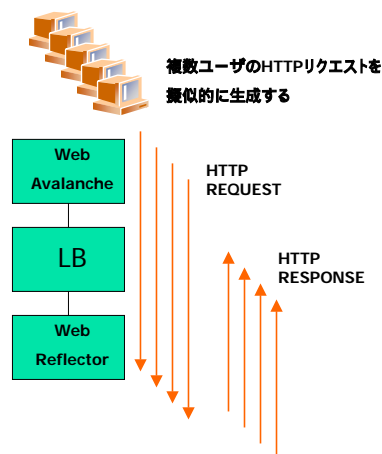 複数ユーザのHTTPリクエストを
擬似的に生成する
Web
Avalanche
HTTP
REQUEST
LB
HTTP
RESPONSE
Web
Reflector